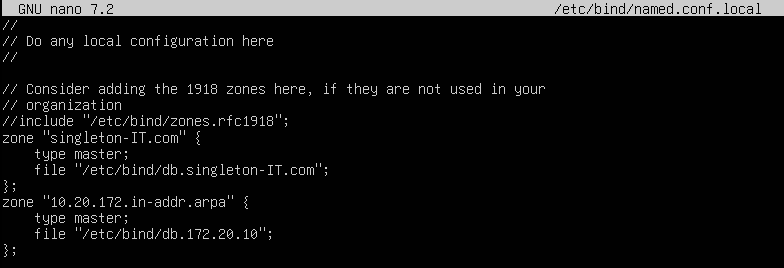 GNU nano 7.2 /etc/bind/named.conf.local
//
// Do any local configuration here
//
// Consider adding the 1918 zones here, if they are not used in your
// organization
//include "/etc/bind/zones.rfc1918";
zone "singleton-IT.com" {
    type master;
    file "/etc/bind/db.singleton-IT.com";
};
zone "10.20.172.in-addr.arpa" {
    type master;
    file "/etc/bind/db.172.20.10";
};